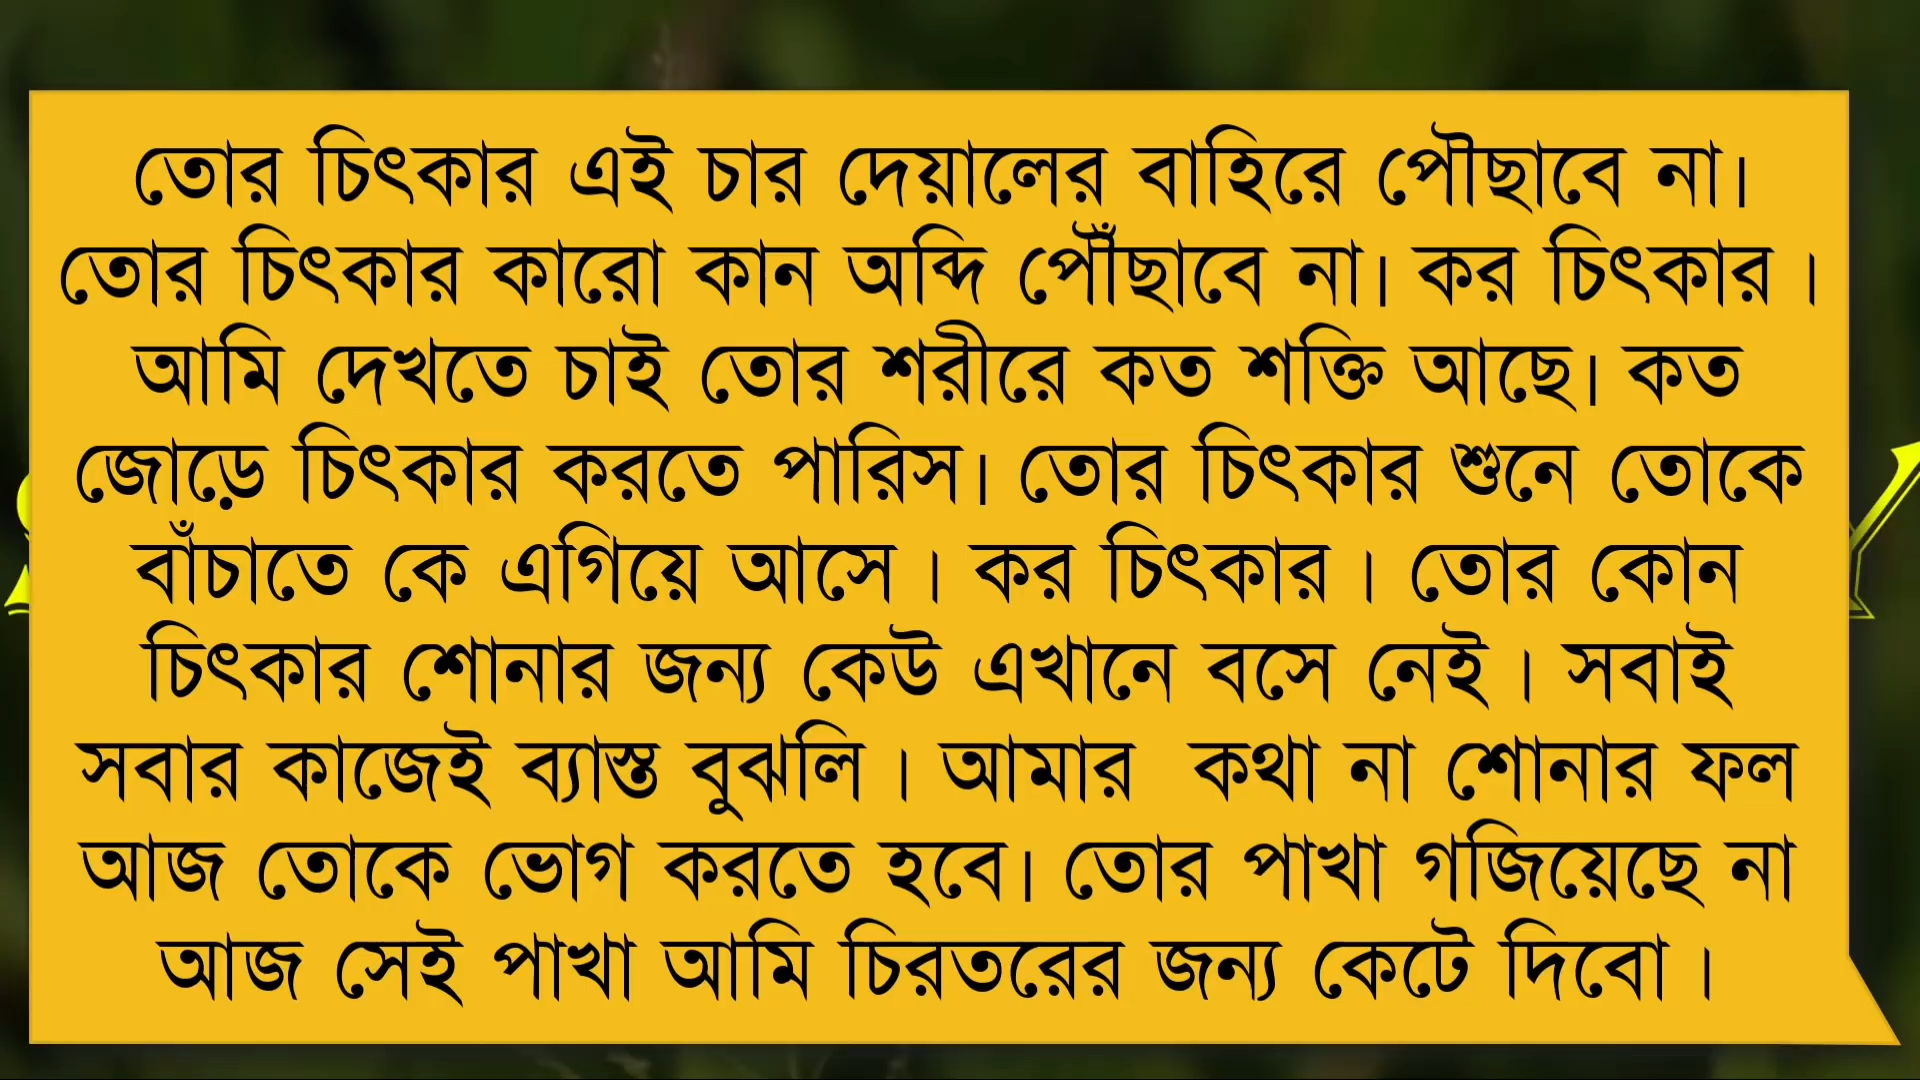 তোর চিৎকার এই চার দেয়ালের বাহিরে পৌছাবে না।
তোর চিৎকার কারো কান অব্দি পৌঁছাবে না। কর চিৎকার ।
আমি দেখতে চাই তোর শরীরে কত শক্তি আছে। কত
জোড়ে চিৎকার করতে পারিস। তোর চিৎকার শুনে তোকে
বাঁচাতে কে এগিয়ে আসে । কর চিৎকার । তোর কোন
চিৎকার শোনার জন্য কেউ এখানে বসে নেই । সবাই
সবার কাজেই ব্যাস্ত বুঝলি । আমার  কথা না শোনার ফল
আজ তোকে ভোগ করতে হবে। তোর পাখা গজিয়েছে না
আজ সেই পাখা আমি চিরতরের জন্য কেটে দিবো ।